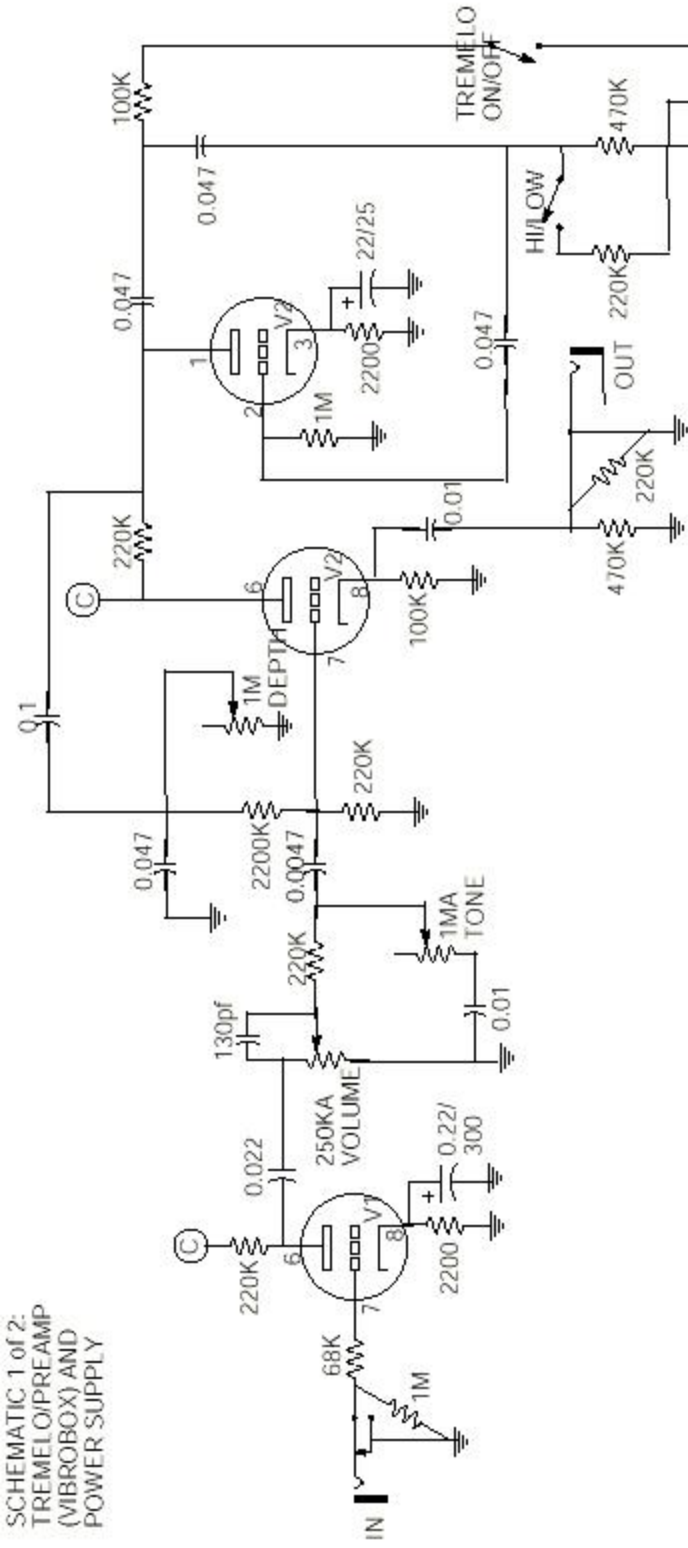 SCHEMATIC 1 of 2:
TREMELO/PREAMP
(VIBROBOX) AND
POWER SUPPLY
IN
1M
68K
7
V1
6
8
220K
C
2200
0.22/
300
+
0.022
250KA
VOLUME
130pf
220K
1MA
TONE
0.01
0.0047
2200K
220K
0.047
0.1
1M
DEPTH
C
220K
6
7
V2
8
100K
0.01
470K
220K
OUT
1M
2
1
V2
3
2200
22/25
+
0.047
0.047
0.047
100K
TREMELO
ON/OFF
HI/LOW
220K
470K